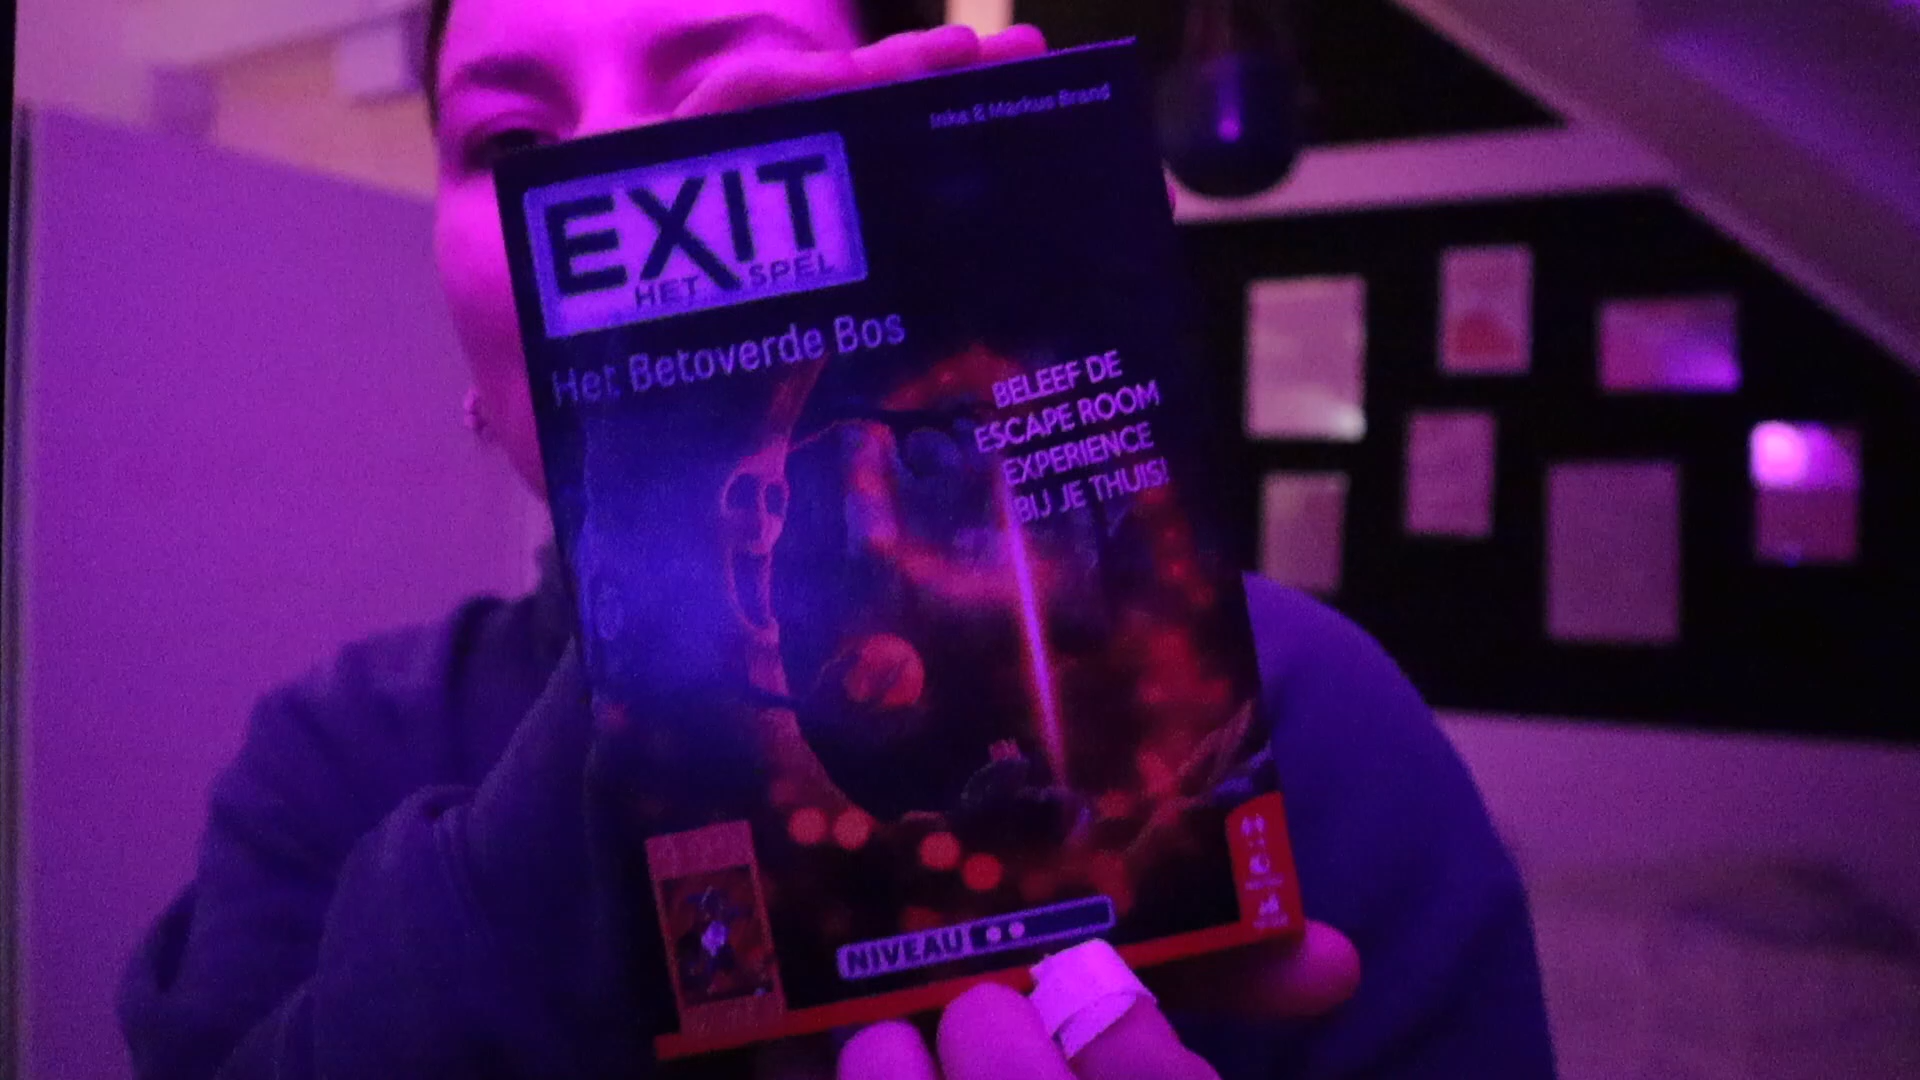 Inka & Markus Brand
EXIT
HET SPEL
Het Betoverde Bos
BELEEF DE
ESCAPE ROOM
EXPERIENCE
BIJ JE THUIS!
NIVEAU